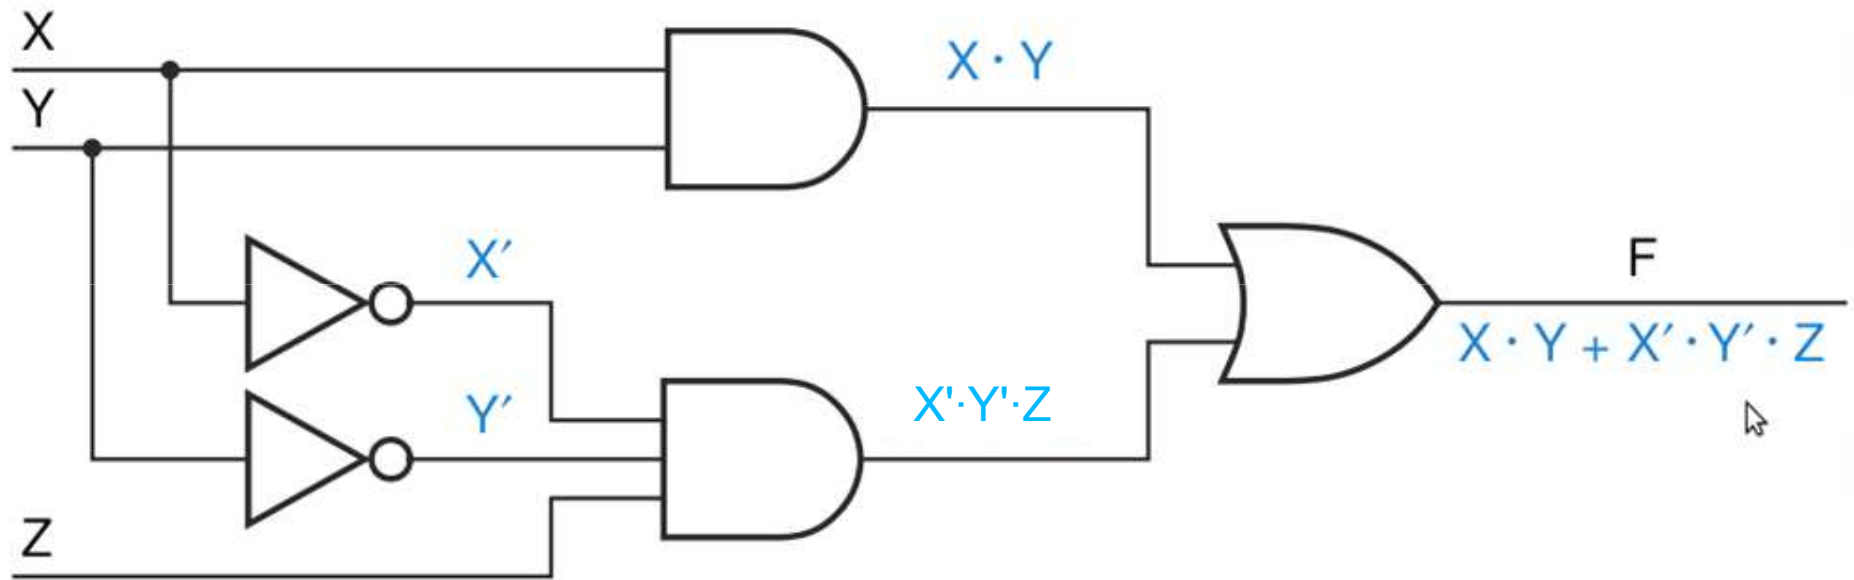 X
X · Y
Y
X′
F
X · Y + X′ · Y′ · Z
Y′
X'·Y'·Z
Z